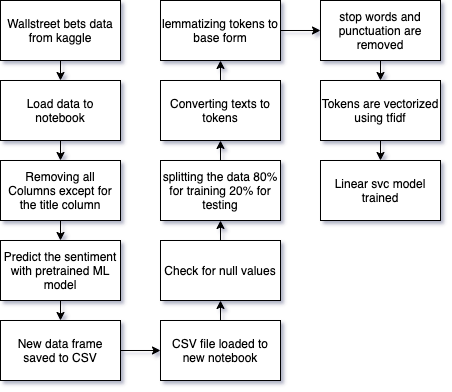 Wallstreet bets data
from kaggle
Load data to
notebook
Removing all
Columns except for
the title column
Predict the sentiment
with pretrained ML
model
New data frame
saved to CSV
CSV file loaded to
new notebook
Check for null values
splitting the data 80%
for training 20% for
testing
Converting texts to
tokens
lemmatizing tokens to
base form
stop words and
punctuation are
removed
Tokens are vectorized
using tfidf
Linear svc model
trained